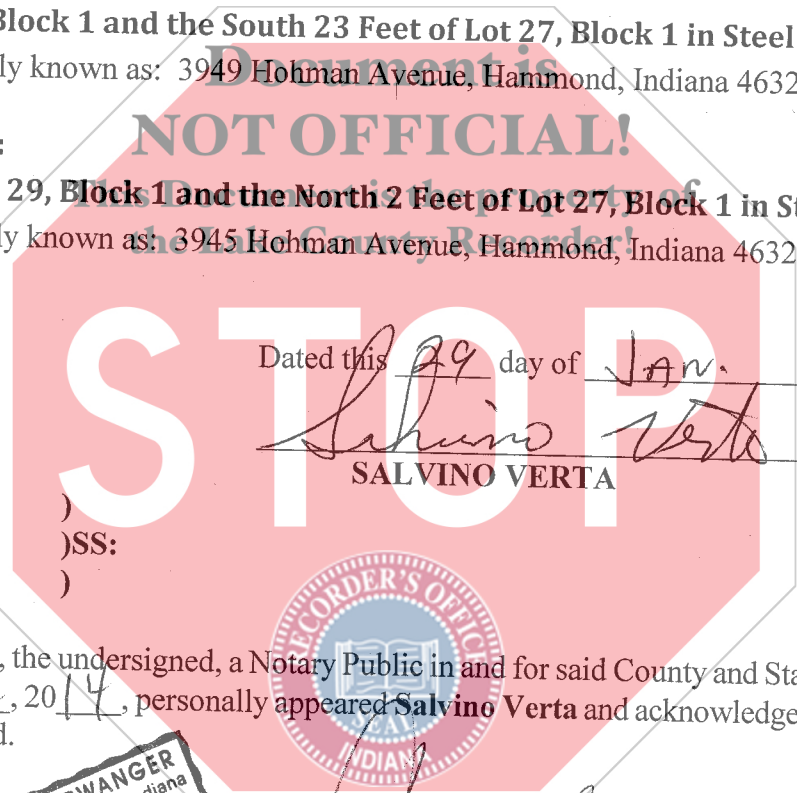 Block 1 and the South 23 Feet of Lot 27, Block 1 in Steel
ly known as: 3949 Hohman Avenue, Hammond, Indiana 4632
Document is
NOT OFFICIAL!
:
29, Block 1 and the North 2 Feet of Lot 27, Block 1 in St
This Document is the property of
ly known as: 3945 Hohman Avenue, Hammond, Indiana 4632
the Lake County Recorder!
STOP
Dated this 29 day of JAN.
Salvino Verta
SALVINO VERTA
)
)SS:
)
RECORDER'S OFFICE
SEAL
INDIANA
, the undersigned, a Notary Public in and for said County and Sta
, 2014, personally appeared Salvino Verta and acknowledge
d.
WANGER
diana